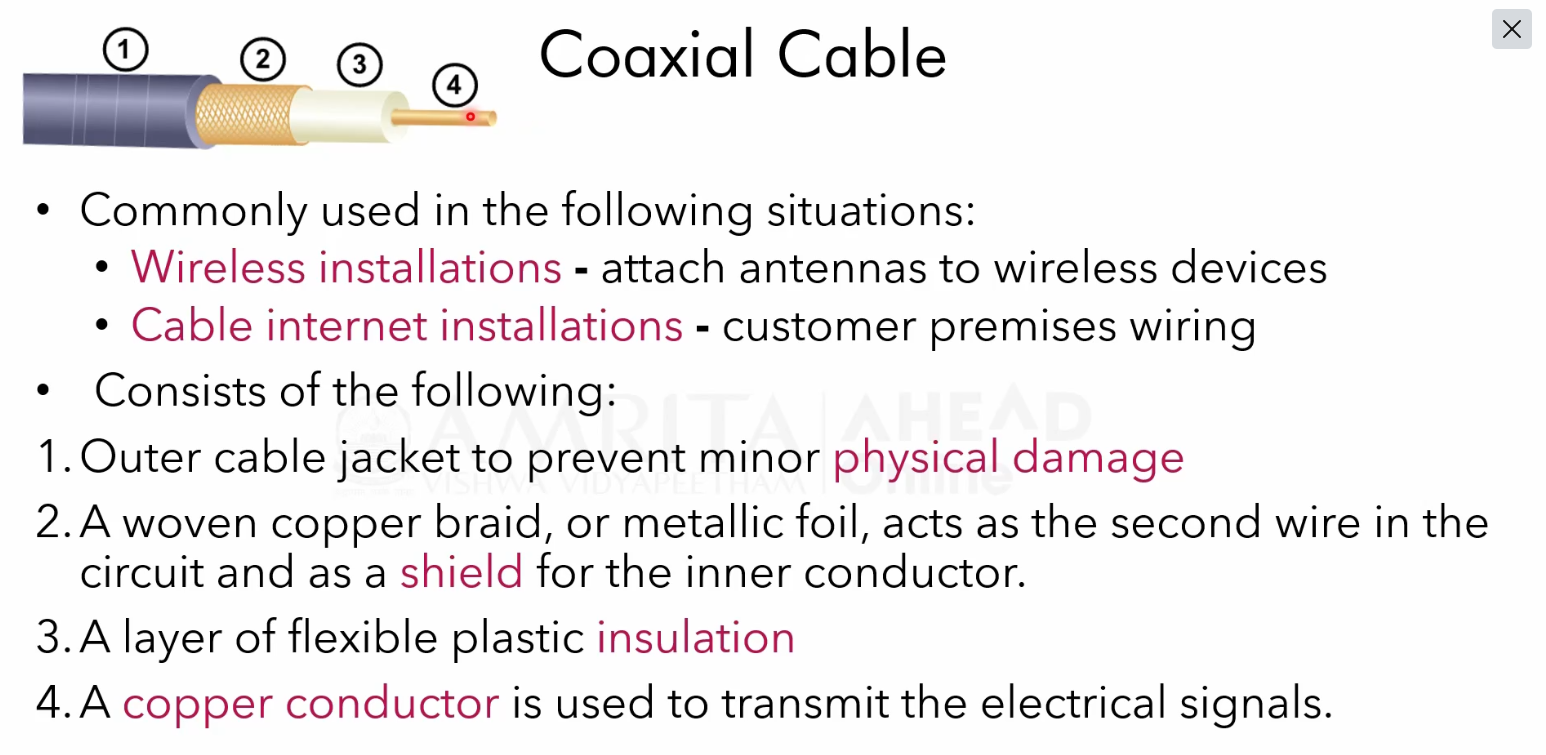 1
2
3
4
Coaxial Cable
• Commonly used in the following situations:
• Wireless installations - attach antennas to wireless devices
• Cable internet installations - customer premises wiring
• Consists of the following:
AMRITA | AHEAD
VISHWA VIDYAPEETHAM | Online
1. Outer cable jacket to prevent minor physical damage
2. A woven copper braid, or metallic foil, acts as the second wire in the
circuit and as a shield for the inner conductor.
3. A layer of flexible plastic insulation
4. A copper conductor is used to transmit the electrical signals.